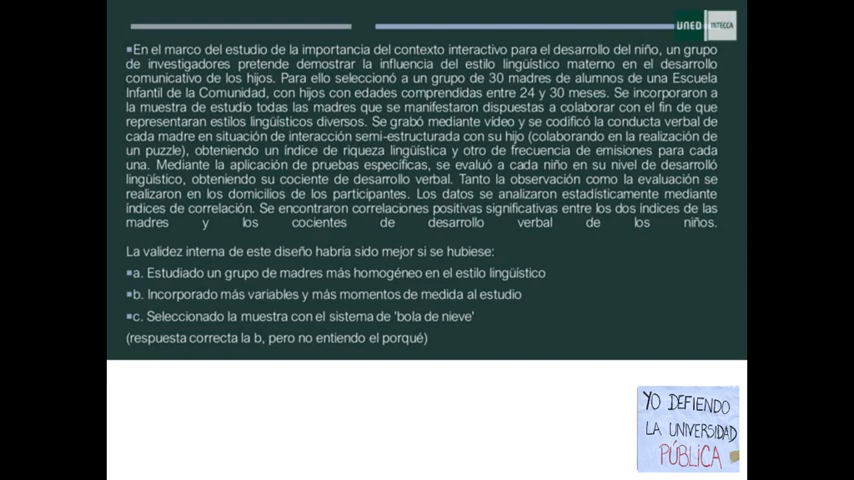 UNED INTECCA
▪En el marco del estudio de la importancia del contexto interactivo para el desarrollo del niño, un grupo
de investigadores pretende demostrar la influencia del estilo lingüístico materno en el desarrollo
comunicativo de los hijos. Para ello seleccionó a un grupo de 30 madres de alumnos de una Escuela
Infantil de la Comunidad, con hijos con edades comprendidas entre 24 y 30 meses. Se incorporaron a
la muestra de estudio todas las madres que se manifestaron dispuestas a colaborar con el fin de que
representaran estilos lingüísticos diversos. Se grabó mediante vídeo y se codificó la conducta verbal de
cada madre en situación de interacción semi-estructurada con su hijo (colaborando en la realización de
un puzzle), obteniendo un índice de riqueza lingüística y otro de frecuencia de emisiones para cada
una. Mediante la aplicación de pruebas específicas, se evaluó a cada niño en su nivel de desarrolló
lingüístico, obteniendo su cociente de desarrollo verbal. Tanto la observación como la evaluación se
realizaron en los domicilios de los participantes. Los datos se analizaron estadísticamente mediante
índices de correlación. Se encontraron correlaciones positivas significativas entre los dos índices de las
madres y los cocientes de desarrollo verbal de los niños.
La validez interna de este diseño habría sido mejor si se hubiese:
▪a. Estudiado un grupo de madres más homogéneo en el estilo lingüístico
▪b. Incorporado más variables y más momentos de medida al estudio
▪c. Seleccionado la muestra con el sistema de 'bola de nieve'
(respuesta correcta la b, pero no entiendo el porqué)
YO DEFIENDO
LA UNIVERSIDAD
PÚBLICA